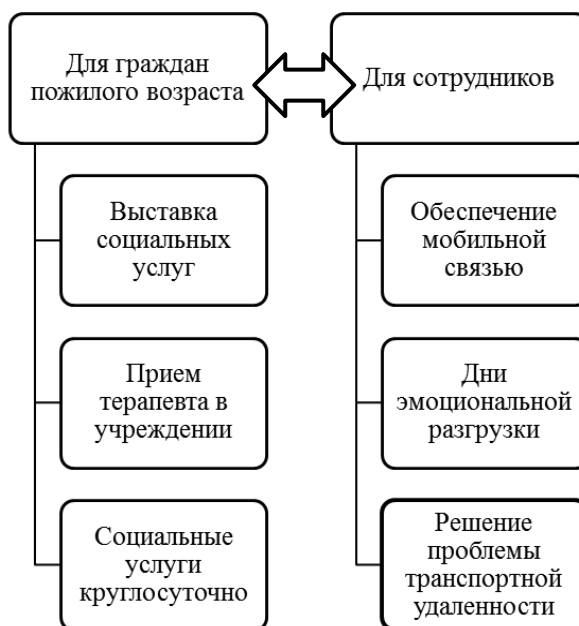 Для граждан
пожилого возраста
Для сотрудников
Выставка
социальных
услуг
Прием
терапевта в
учреждении
Социальные
услуги
круглосуточно
Обеспечение
мобильной
связью
Дни
эмоциональной
разгрузки
Решение
проблемы
транспортной
удаленности